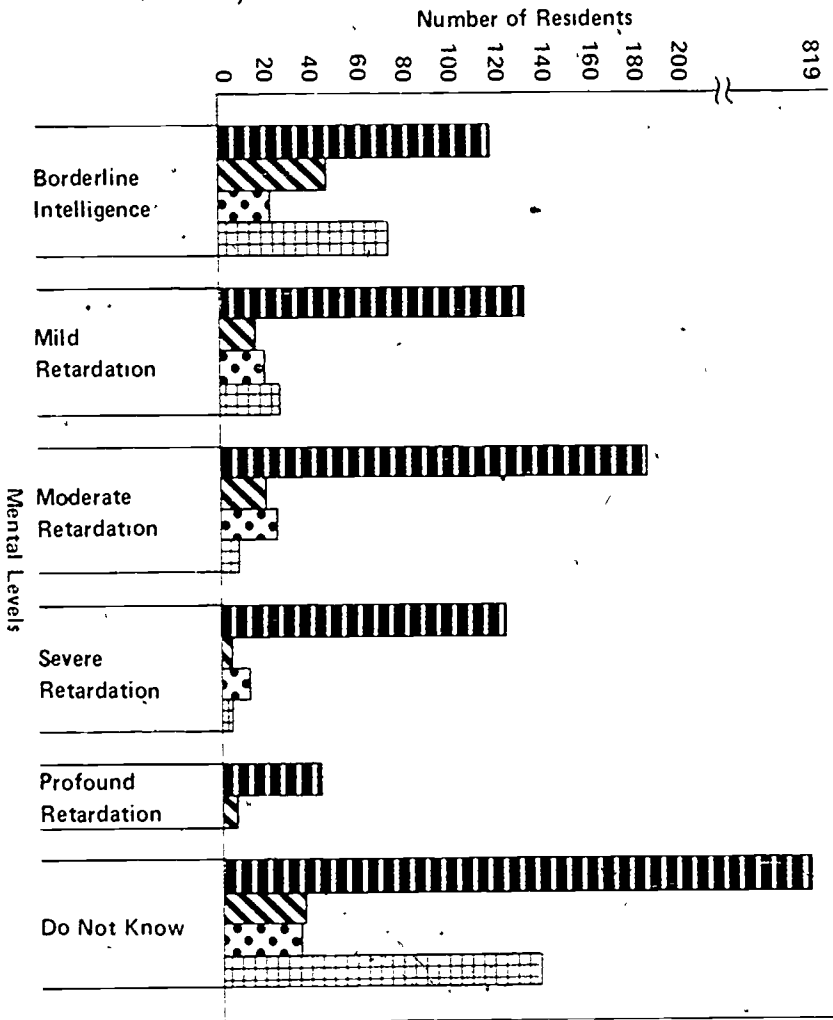 Number of Residents
0 20 40 60 80 100 120 140 160 180 200 819
Borderline
Intelligence
Mild
Retardation
Moderate
Retardation
Mental Levels
Severe
Retardation
Profound
Retardation
Do Not Know